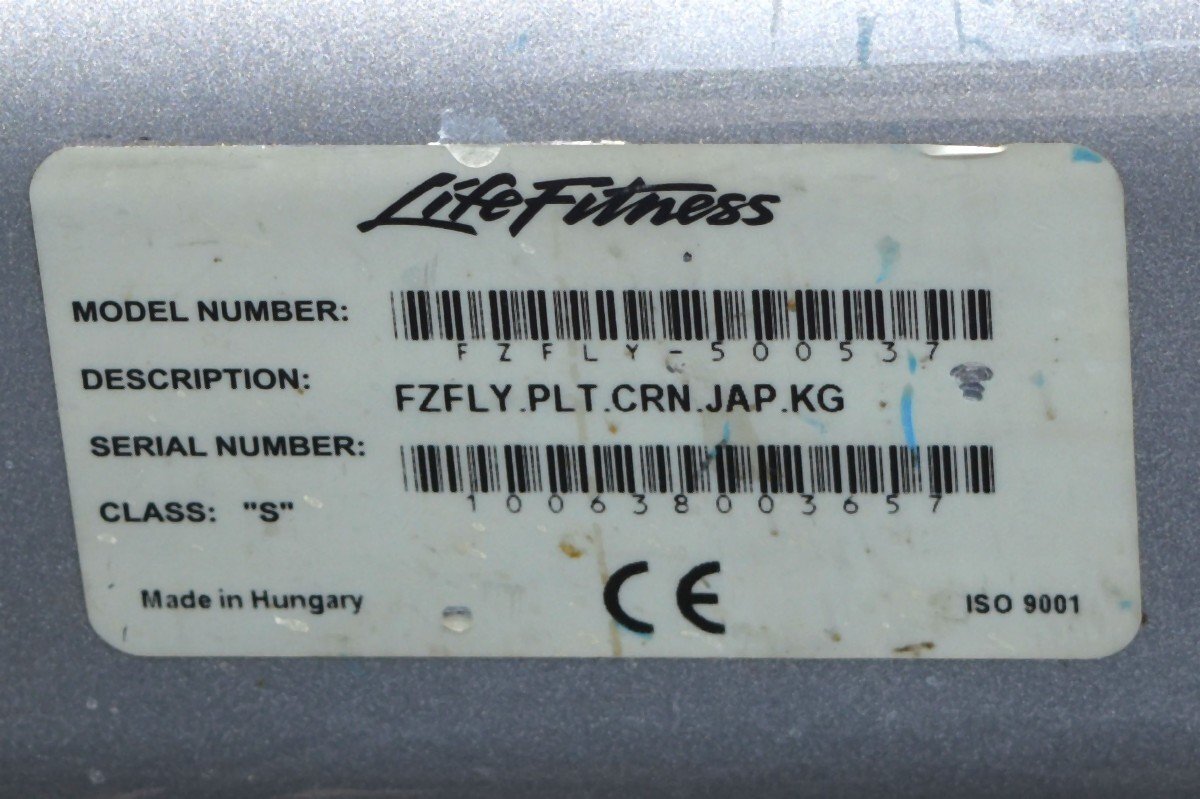 LifeFitness
MODEL NUMBER:
FZFLY-500537
DESCRIPTION: FZFLY.PLT.CRN.JAP.KG
SERIAL NUMBER:
100638003657
CLASS: "S"
Made in Hungary CE ISO 9001